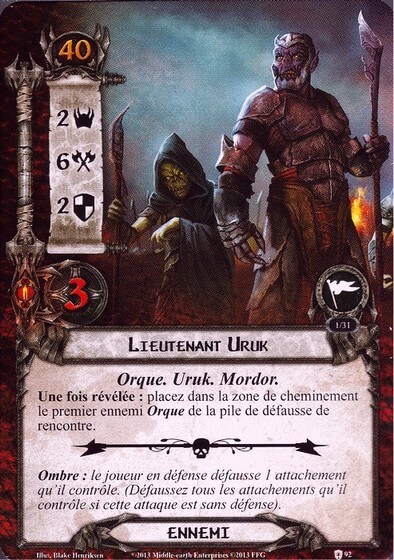 40
2
6
2
3
1/31
Lieutenant Uruk
Orque. Uruk. Mordor.
Une fois révélée : placez dans la zone de cheminement
le premier ennemi Orque de la pile de défausse de
rencontre.
Ombre : le joueur en défense défausse 1 attachement
qu'il contrôle. (Défaussez tous les attachements qu'il
contrôle si cette attaque est sans défense).
ENNEMI
Illus. Blake Henriksen
©2013 Middle-earth Enterprises ©2013 FFG
92